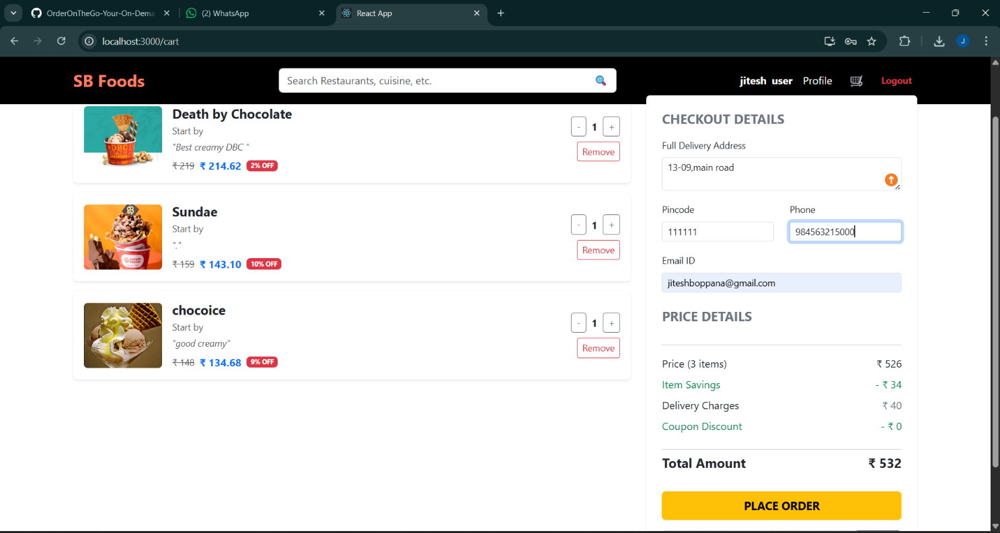 OrderOnTheGo-Your-On-Dema
(2) WhatsApp
React App
localhost:3000/cart
J
SB Foods
Search Restaurants, cuisine, etc.
jitesh user
Profile
Logout
Death by Chocolate
Start by
"Best creamy DBC "
₹ 219 ₹ 214.62 2% OFF
- 1 +
Remove
DBC
Sundae
Start by
"."
₹ 159 ₹ 143.10 10% OFF
- 1 +
Remove
chocoice
Start by
"good creamy"
₹ 148 ₹ 134.68 9% OFF
- 1 +
Remove
CHECKOUT DETAILS
Full Delivery Address
13-09,main road
Pincode
111111
Phone
984563215000
Email ID
jiteshboppana@gmail.com
PRICE DETAILS
Price (3 items) ₹ 526
Item Savings - ₹ 34
Delivery Charges ₹ 40
Coupon Discount - ₹ 0
Total Amount ₹ 532
PLACE ORDER